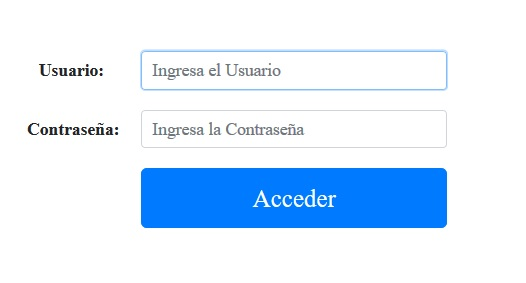 Usuario: Ingresa el Usuario
Contraseña: Ingresa la Contraseña
Acceder